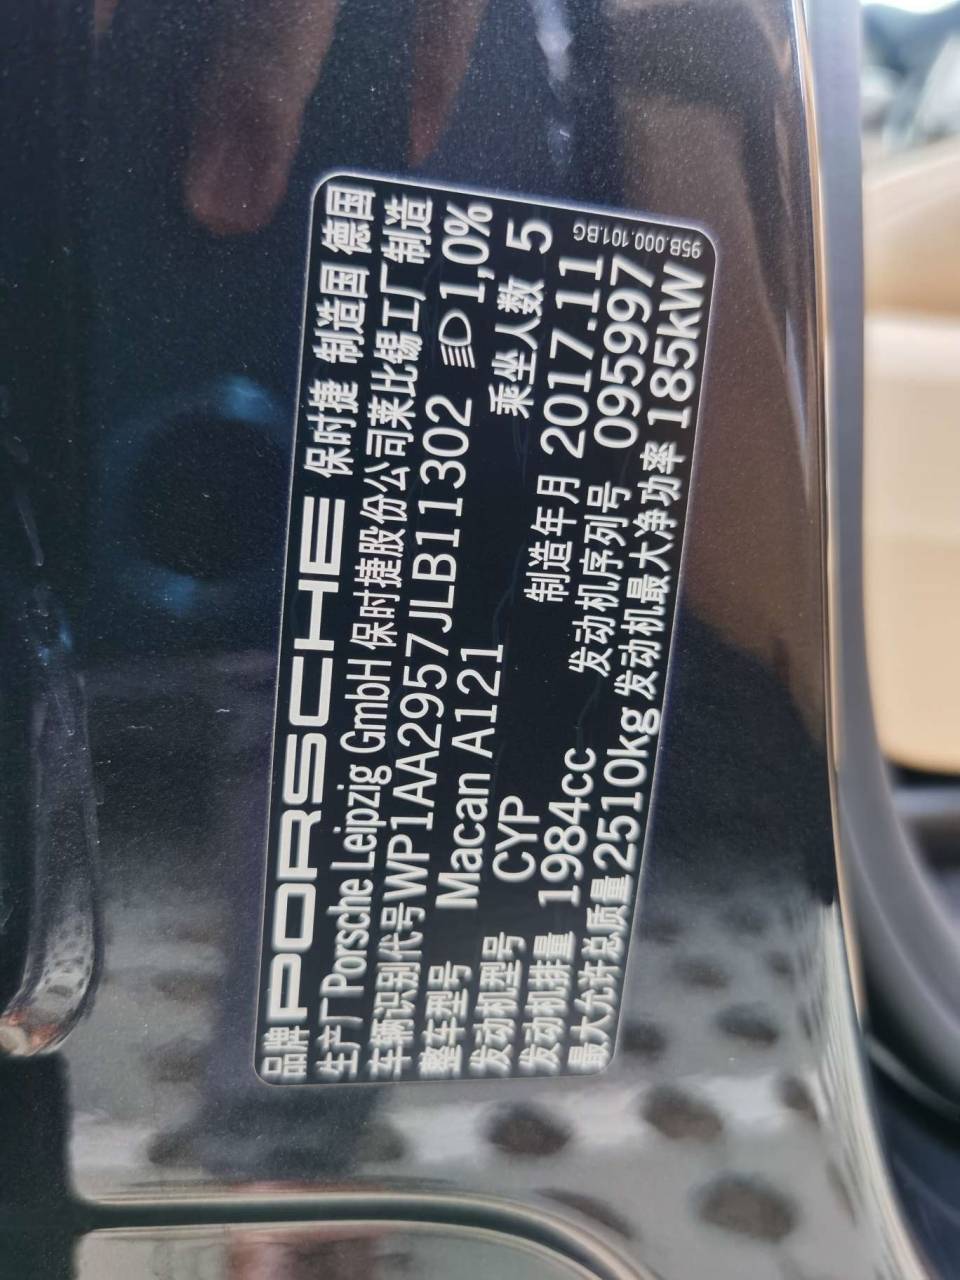 品牌 PORSCHE 保时捷 制造国 德国
生产厂 Porsche Leipzig GmbH 保时捷股份公司莱比锡工厂制造
车辆识别代号 WP1AA2957JLB11302 1,0%
整车型号 Macan A121 乘坐人数 5
发动机型号 CYP 制造年月 2017.11
发动机排量 1984cc 发动机序列号 095997
最大允许总质量 2510kg 发动机最大净功率 185kW
95B.000.101.BG